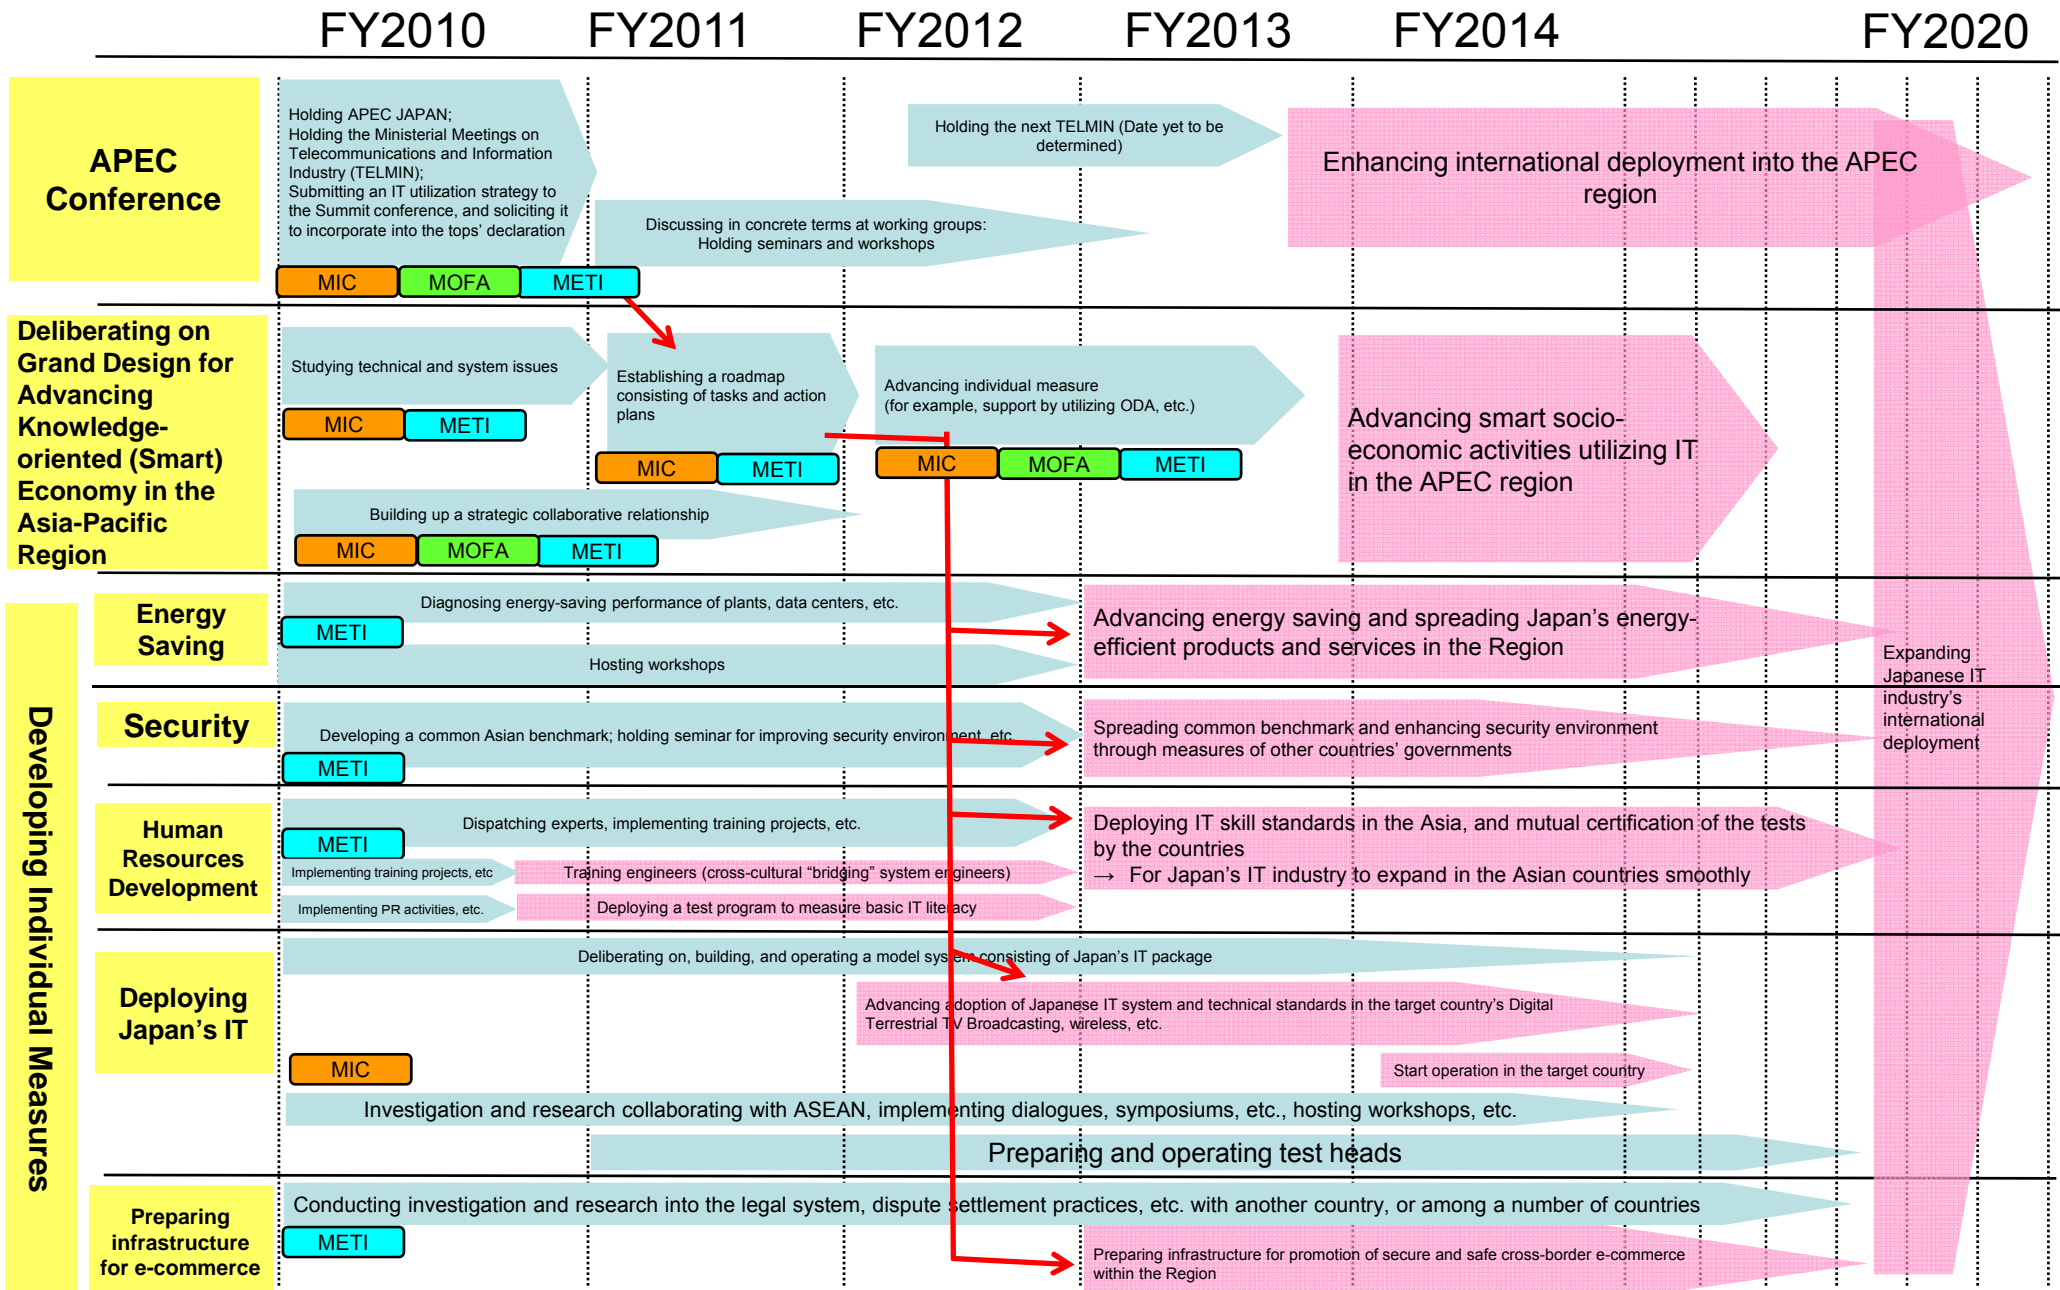 FY2010 FY2011 FY2012 FY2013 FY2014 FY2020
APEC
Conference
Holding APEC JAPAN;
Holding the Ministerial Meetings on
Telecommunications and Information
Industry (TELMIN);
Submitting an IT utilization strategy to
the Summit conference, and soliciting it
to incorporate into the tops' declaration
MIC MOFA METI
Discussing in concrete terms at working groups:
Holding seminars and workshops
Holding the next TELMIN (Date yet to be
determined)
Enhancing international deployment into the APEC
region
Deliberating on
Grand Design for
Advancing
Knowledge-
oriented (Smart)
Economy in the
Asia-Pacific
Region
Studying technical and system issues
MIC METI
Establishing a roadmap
consisting of tasks and action
plans
MIC METI
Advancing individual measure
(for example, support by utilizing ODA, etc.)
MIC MOFA METI
Building up a strategic collaborative relationship
MIC MOFA METI
Advancing smart socio-
economic activities utilizing IT
in the APEC region
Developing Individual Measures
Energy
Saving
Diagnosing energy-saving performance of plants, data centers, etc.
METI
Hosting workshops
Advancing energy saving and spreading Japan's energy-
efficient products and services in the Region
Expanding
Japanese IT
industry's
international
deployment
Security
Developing a common Asian benchmark; holding seminar for improving security environment, etc.
METI
Spreading common benchmark and enhancing security environment
through measures of other countries' governments
Human
Resources
Development
Dispatching experts, implementing training projects, etc.
METI
Implementing training projects, etc
Training engineers (cross-cultural "bridging" system engineers)
Implementing PR activities, etc.
Deploying a test program to measure basic IT literacy
Deploying IT skill standards in the Asia, and mutual certification of the tests
by the countries
→ For Japan's IT industry to expand in the Asian countries smoothly
Deploying
Japan's IT
Deliberating on, building, and operating a model system consisting of Japan's IT package
Advancing adoption of Japanese IT system and technical standards in the target country's Digital
Terrestrial TV Broadcasting, wireless, etc.
MIC
Start operation in the target country
Investigation and research collaborating with ASEAN, implementing dialogues, symposiums, etc., hosting workshops, etc.
Preparing and operating test heads
Preparing
infrastructure
for e-commerce
Conducting investigation and research into the legal system, dispute settlement practices, etc. with another country, or among a number of countries
METI
Preparing infrastructure for promotion of secure and safe cross-border e-commerce
within the Region